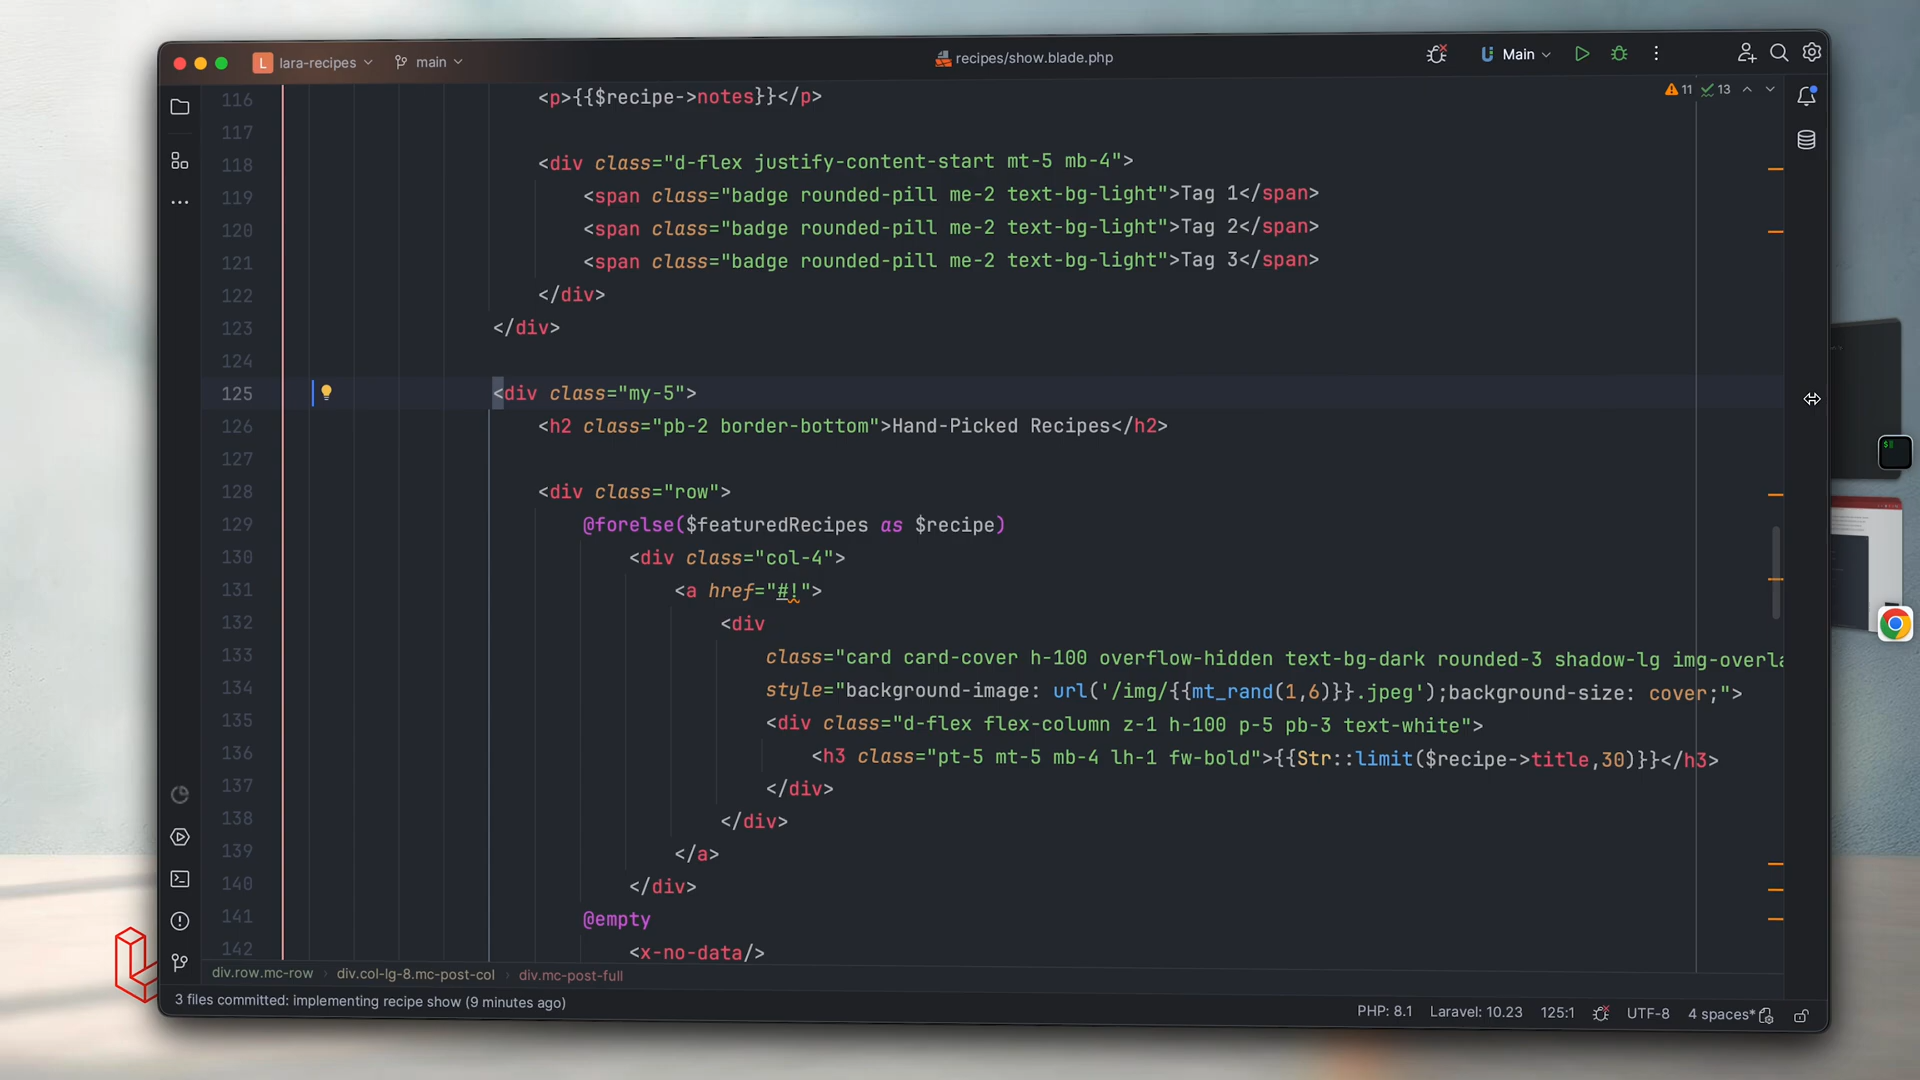 L lara-recipes main recipes/show.blade.php Main
11 13
116 <p>{{$recipe->notes}}</p>
117
118 <div class="d-flex justify-content-start mt-5 mb-4">
119 <span class="badge rounded-pill me-2 text-bg-light">Tag 1</span>
120 <span class="badge rounded-pill me-2 text-bg-light">Tag 2</span>
121 <span class="badge rounded-pill me-2 text-bg-light">Tag 3</span>
122 </div>
123 </div>
124
125 <div class="my-5">
126 <h2 class="pb-2 border-bottom">Hand-Picked Recipes</h2>
127
128 <div class="row">
129 @forelse($featuredRecipes as $recipe)
130 <div class="col-4">
131 <a href="#!">
132 <div
133 class="card card-cover h-100 overflow-hidden text-bg-dark rounded-3 shadow-lg img-overla
134 style="background-image: url('/img/{{mt_rand(1,6)}}.jpeg');background-size: cover;">
135 <div class="d-flex flex-column z-1 h-100 p-5 pb-3 text-white">
136 <h3 class="pt-5 mt-5 mb-4 lh-1 fw-bold">{{Str::limit($recipe->title,30)}}</h3>
137 </div>
138 </div>
139 </a>
140 </div>
141 @empty
142 <x-no-data/>
div.row.mc-row › div.col-lg-8.mc-post-col › div.mc-post-full
3 files committed: implementing recipe show (9 minutes ago)
PHP: 8.1 Laravel: 10.23 125:1 UTF-8 4 spaces*